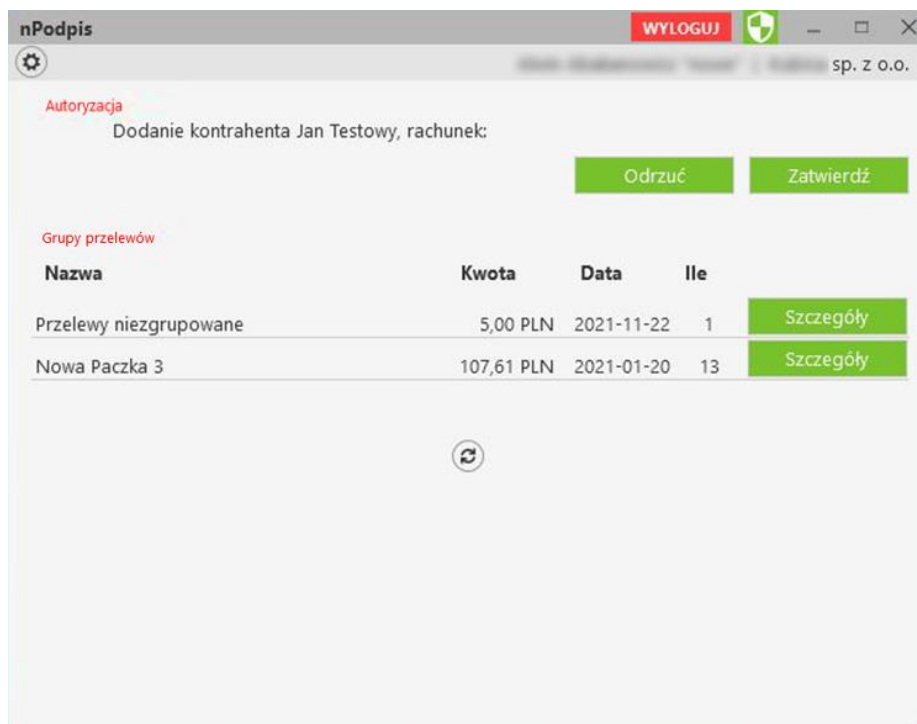 nPodpis WYLOGUJ
sp. z o.o.
Autoryzacja
Dodanie kontrahenta Jan Testowy, rachunek:
Odrzuć Zatwierdź
Grupy przelewów
Nazwa Kwota Data Ile
Przelewy niezgrupowane 5,00 PLN 2021-11-22 1 Szczegóły
Nowa Paczka 3 107,61 PLN 2021-01-20 13 Szczegóły